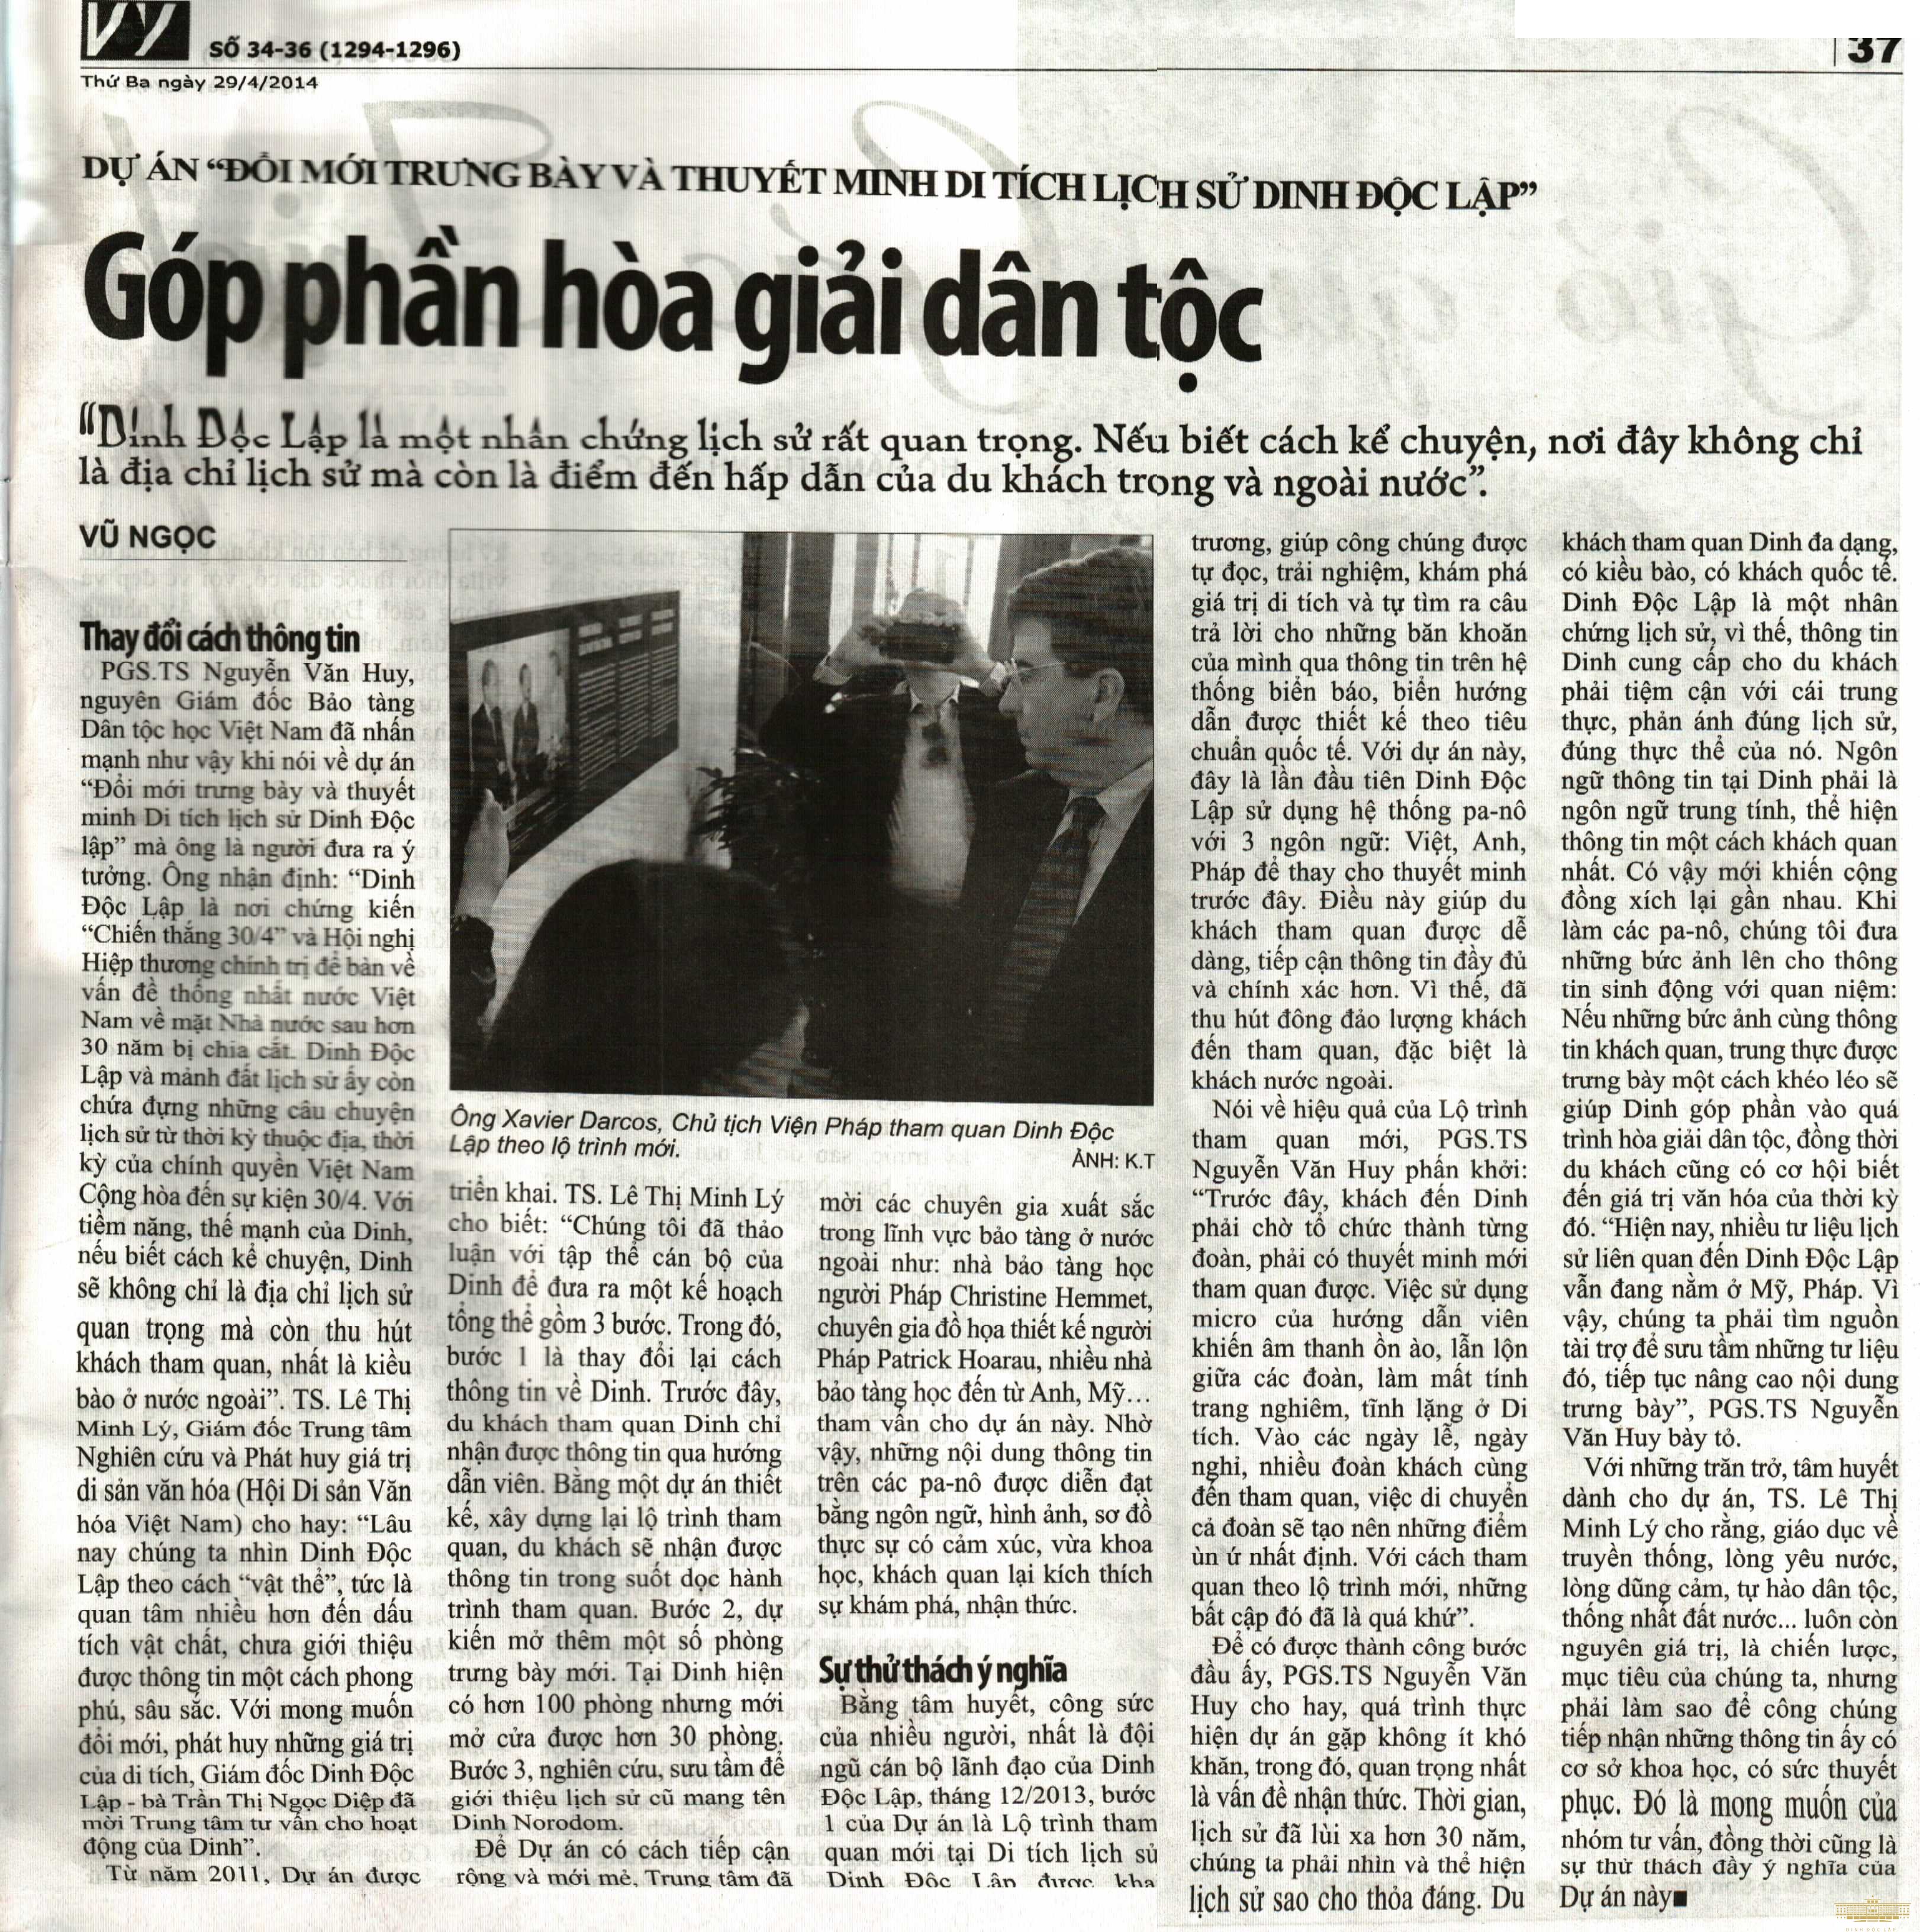 VY
SỐ 34-36 (1294-1296)
37
Thứ Ba ngày 29/4/2014
DỰ ÁN “ĐỔI MỚI TRƯNG BÀY VÀ THUYẾT MINH DI TÍCH LỊCH SỬ DINH ĐỘC LẬP”
Góp phần hòa giải dân tộc
“Dinh Độc Lập là một nhân chứng lịch sử rất quan trọng. Nếu biết cách kể chuyện, nơi đây không chỉ
là địa chỉ lịch sử mà còn là điểm đến hấp dẫn của du khách trong và ngoài nước”.
VŨ NGỌC
Thay đổi cách thông tin
PGS.TS Nguyễn Văn Huy,
nguyên Giám đốc Bảo tàng
Dân tộc học Việt Nam đã nhấn
mạnh như vậy khi nói về dự án
“Đổi mới trưng bày và thuyết
minh Di tích lịch sử Dinh Độc
lập” mà ông là người đưa ra ý
tưởng. Ông nhận định: “Dinh
Độc Lập là nơi chứng kiến
“Chiến thắng 30/4” và Hội nghị
Hiệp thương chính trị để bàn về
vấn đề thống nhất nước Việt
Nam về mặt Nhà nước sau hơn
30 năm bị chia cắt. Dinh Độc
Lập và mảnh đất lịch sử ấy còn
chứa đựng những câu chuyện
lịch sử từ thời kỳ thuộc địa, thời
kỳ của chính quyền Việt Nam
Cộng hòa đến sự kiện 30/4. Với
tiềm năng, thế mạnh của Dinh,
nếu biết cách kể chuyện, Dinh
sẽ không chỉ là địa chỉ lịch sử
quan trọng mà còn thu hút
khách tham quan, nhất là kiều
bào ở nước ngoài”. TS. Lê Thị
Minh Lý, Giám đốc Trung tâm
Nghiên cứu và Phát huy giá trị
di sản văn hóa (Hội Di sản Văn
hóa Việt Nam) cho hay: “Lâu
nay chúng ta nhìn Dinh Độc
Lập theo cách “vật thể”, tức là
quan tâm nhiều hơn đến dấu
tích vật chất, chưa giới thiệu
được thông tin một cách phong
phú, sâu sắc. Với mong muốn
đổi mới, phát huy những giá trị
của di tích, Giám đốc Dinh Độc
Lập - bà Trần Thị Ngọc Diệp đã
mời Trung tâm tư vấn cho hoạt
động của Dinh”.
Từ năm 2011, Dự án được
Ông Xavier Darcos, Chủ tịch Viện Pháp tham quan Dinh Độc
Lập theo lộ trình mới.
ẢNH: K.T
triển khai. TS. Lê Thị Minh Lý
cho biết: “Chúng tôi đã thảo
luận với tập thể cán bộ của
Dinh để đưa ra một kế hoạch
tổng thể gồm 3 bước. Trong đó,
bước 1 là thay đổi lại cách
thông tin về Dinh. Trước đây,
du khách tham quan Dinh chỉ
nhận được thông tin qua hướng
dẫn viên. Bằng một dự án thiết
kế, xây dựng lại lộ trình tham
quan, du khách sẽ nhận được
thông tin trong suốt dọc hành
trình tham quan. Bước 2, dự
kiến mở thêm một số phòng
trưng bày mới. Tại Dinh hiện
có hơn 100 phòng nhưng mới
mở cửa được hơn 30 phòng.
Bước 3, nghiên cứu, sưu tầm để
giới thiệu lịch sử cũ mang tên
Dinh Norodom.
Để Dự án có cách tiếp cận
rộng và mới mẻ, Trung tâm đã
mời các chuyên gia xuất sắc
trong lĩnh vực bảo tàng ở nước
ngoài như: nhà bảo tàng học
người Pháp Christine Hemmet,
chuyên gia đồ họa thiết kế người
Pháp Patrick Hoarau, nhiều nhà
bảo tàng học đến từ Anh, Mỹ…
tham vấn cho dự án này. Nhờ
vậy, những nội dung thông tin
trên các pa-nô được diễn đạt
bằng ngôn ngữ, hình ảnh, sơ đồ
thực sự có cảm xúc, vừa khoa
học, khách quan lại kích thích
sự khám phá, nhận thức.
Sự thử thách ý nghĩa
Bằng tâm huyết, công sức
của nhiều người, nhất là đội
ngũ cán bộ lãnh đạo của Dinh
Độc Lập, tháng 12/2013, bước
1 của Dự án là Lộ trình tham
quan mới tại Di tích lịch sử
Dinh Độc Lập được kha
trương, giúp công chúng được
tự đọc, trải nghiệm, khám phá
giá trị di tích và tự tìm ra câu
trả lời cho những băn khoăn
của mình qua thông tin trên hệ
thống biển báo, biển hướng
dẫn được thiết kế theo tiêu
chuẩn quốc tế. Với dự án này,
đây là lần đầu tiên Dinh Độc
Lập sử dụng hệ thống pa-nô
với 3 ngôn ngữ: Việt, Anh,
Pháp để thay cho thuyết minh
trước đây. Điều này giúp du
khách tham quan được dễ
dàng, tiếp cận thông tin đầy đủ
và chính xác hơn. Vì thế, đã
thu hút đông đảo lượng khách
đến tham quan, đặc biệt là
khách nước ngoài.
Nói về hiệu quả của Lộ trình
tham quan mới, PGS.TS
Nguyễn Văn Huy phấn khởi:
“Trước đây, khách đến Dinh
phải chờ tổ chức thành từng
đoàn, phải có thuyết minh mới
tham quan được. Việc sử dụng
micro của hướng dẫn viên
khiến âm thanh ồn ào, lẫn lộn
giữa các đoàn, làm mất tính
trang nghiêm, tĩnh lặng ở Di
tích. Vào các ngày lễ, ngày
nghỉ, nhiều đoàn khách cùng
đến tham quan, việc di chuyển
cả đoàn sẽ tạo nên những điểm
ùn ứ nhất định. Với cách tham
quan theo lộ trình mới, những
bất cập đó đã là quá khứ”.
Để có được thành công bước
đầu ấy, PGS.TS Nguyễn Văn
Huy cho hay, quá trình thực
hiện dự án gặp không ít khó
khăn, trong đó, quan trọng nhất
là vấn đề nhận thức. Thời gian,
lịch sử đã lùi xa hơn 30 năm,
chúng ta phải nhìn và thể hiện
lịch sử sao cho thỏa đáng. Du
khách tham quan Dinh đa dạng,
có kiều bào, có khách quốc tế.
Dinh Độc Lập là một nhân
chứng lịch sử, vì thế, thông tin
Dinh cung cấp cho du khách
phải tiệm cận với cái trung
thực, phản ánh đúng lịch sử,
đúng thực thể của nó. Ngôn
ngữ thông tin tại Dinh phải là
ngôn ngữ trung tính, thể hiện
thông tin một cách khách quan
nhất. Có vậy mới khiến cộng
đồng xích lại gần nhau. Khi
làm các pa-nô, chúng tôi đưa
những bức ảnh lên cho thông
tin sinh động với quan niệm:
Nếu những bức ảnh cùng thông
tin khách quan, trung thực được
trưng bày một cách khéo léo sẽ
giúp Dinh góp phần vào quá
trình hòa giải dân tộc, đồng thời
du khách cũng có cơ hội biết
đến giá trị văn hóa của thời kỳ
đó. “Hiện nay, nhiều tư liệu lịch
sử liên quan đến Dinh Độc Lập
vẫn đang nằm ở Mỹ, Pháp. Vì
vậy, chúng ta phải tìm nguồn
tài trợ để sưu tầm những tư liệu
đó, tiếp tục nâng cao nội dung
trưng bày”, PGS.TS Nguyễn
Văn Huy bày tỏ.
Với những trăn trở, tâm huyết
dành cho dự án, TS. Lê Thị
Minh Lý cho rằng, giáo dục về
truyền thống, lòng yêu nước,
lòng dũng cảm, tự hào dân tộc,
thống nhất đất nước... luôn còn
nguyên giá trị, là chiến lược,
mục tiêu của chúng ta, nhưng
phải làm sao để công chúng
tiếp nhận những thông tin ấy có
cơ sở khoa học, có sức thuyết
phục. Đó là mong muốn của
nhóm tư vấn, đồng thời cũng là
sự thử thách đầy ý nghĩa của
Dự án này■